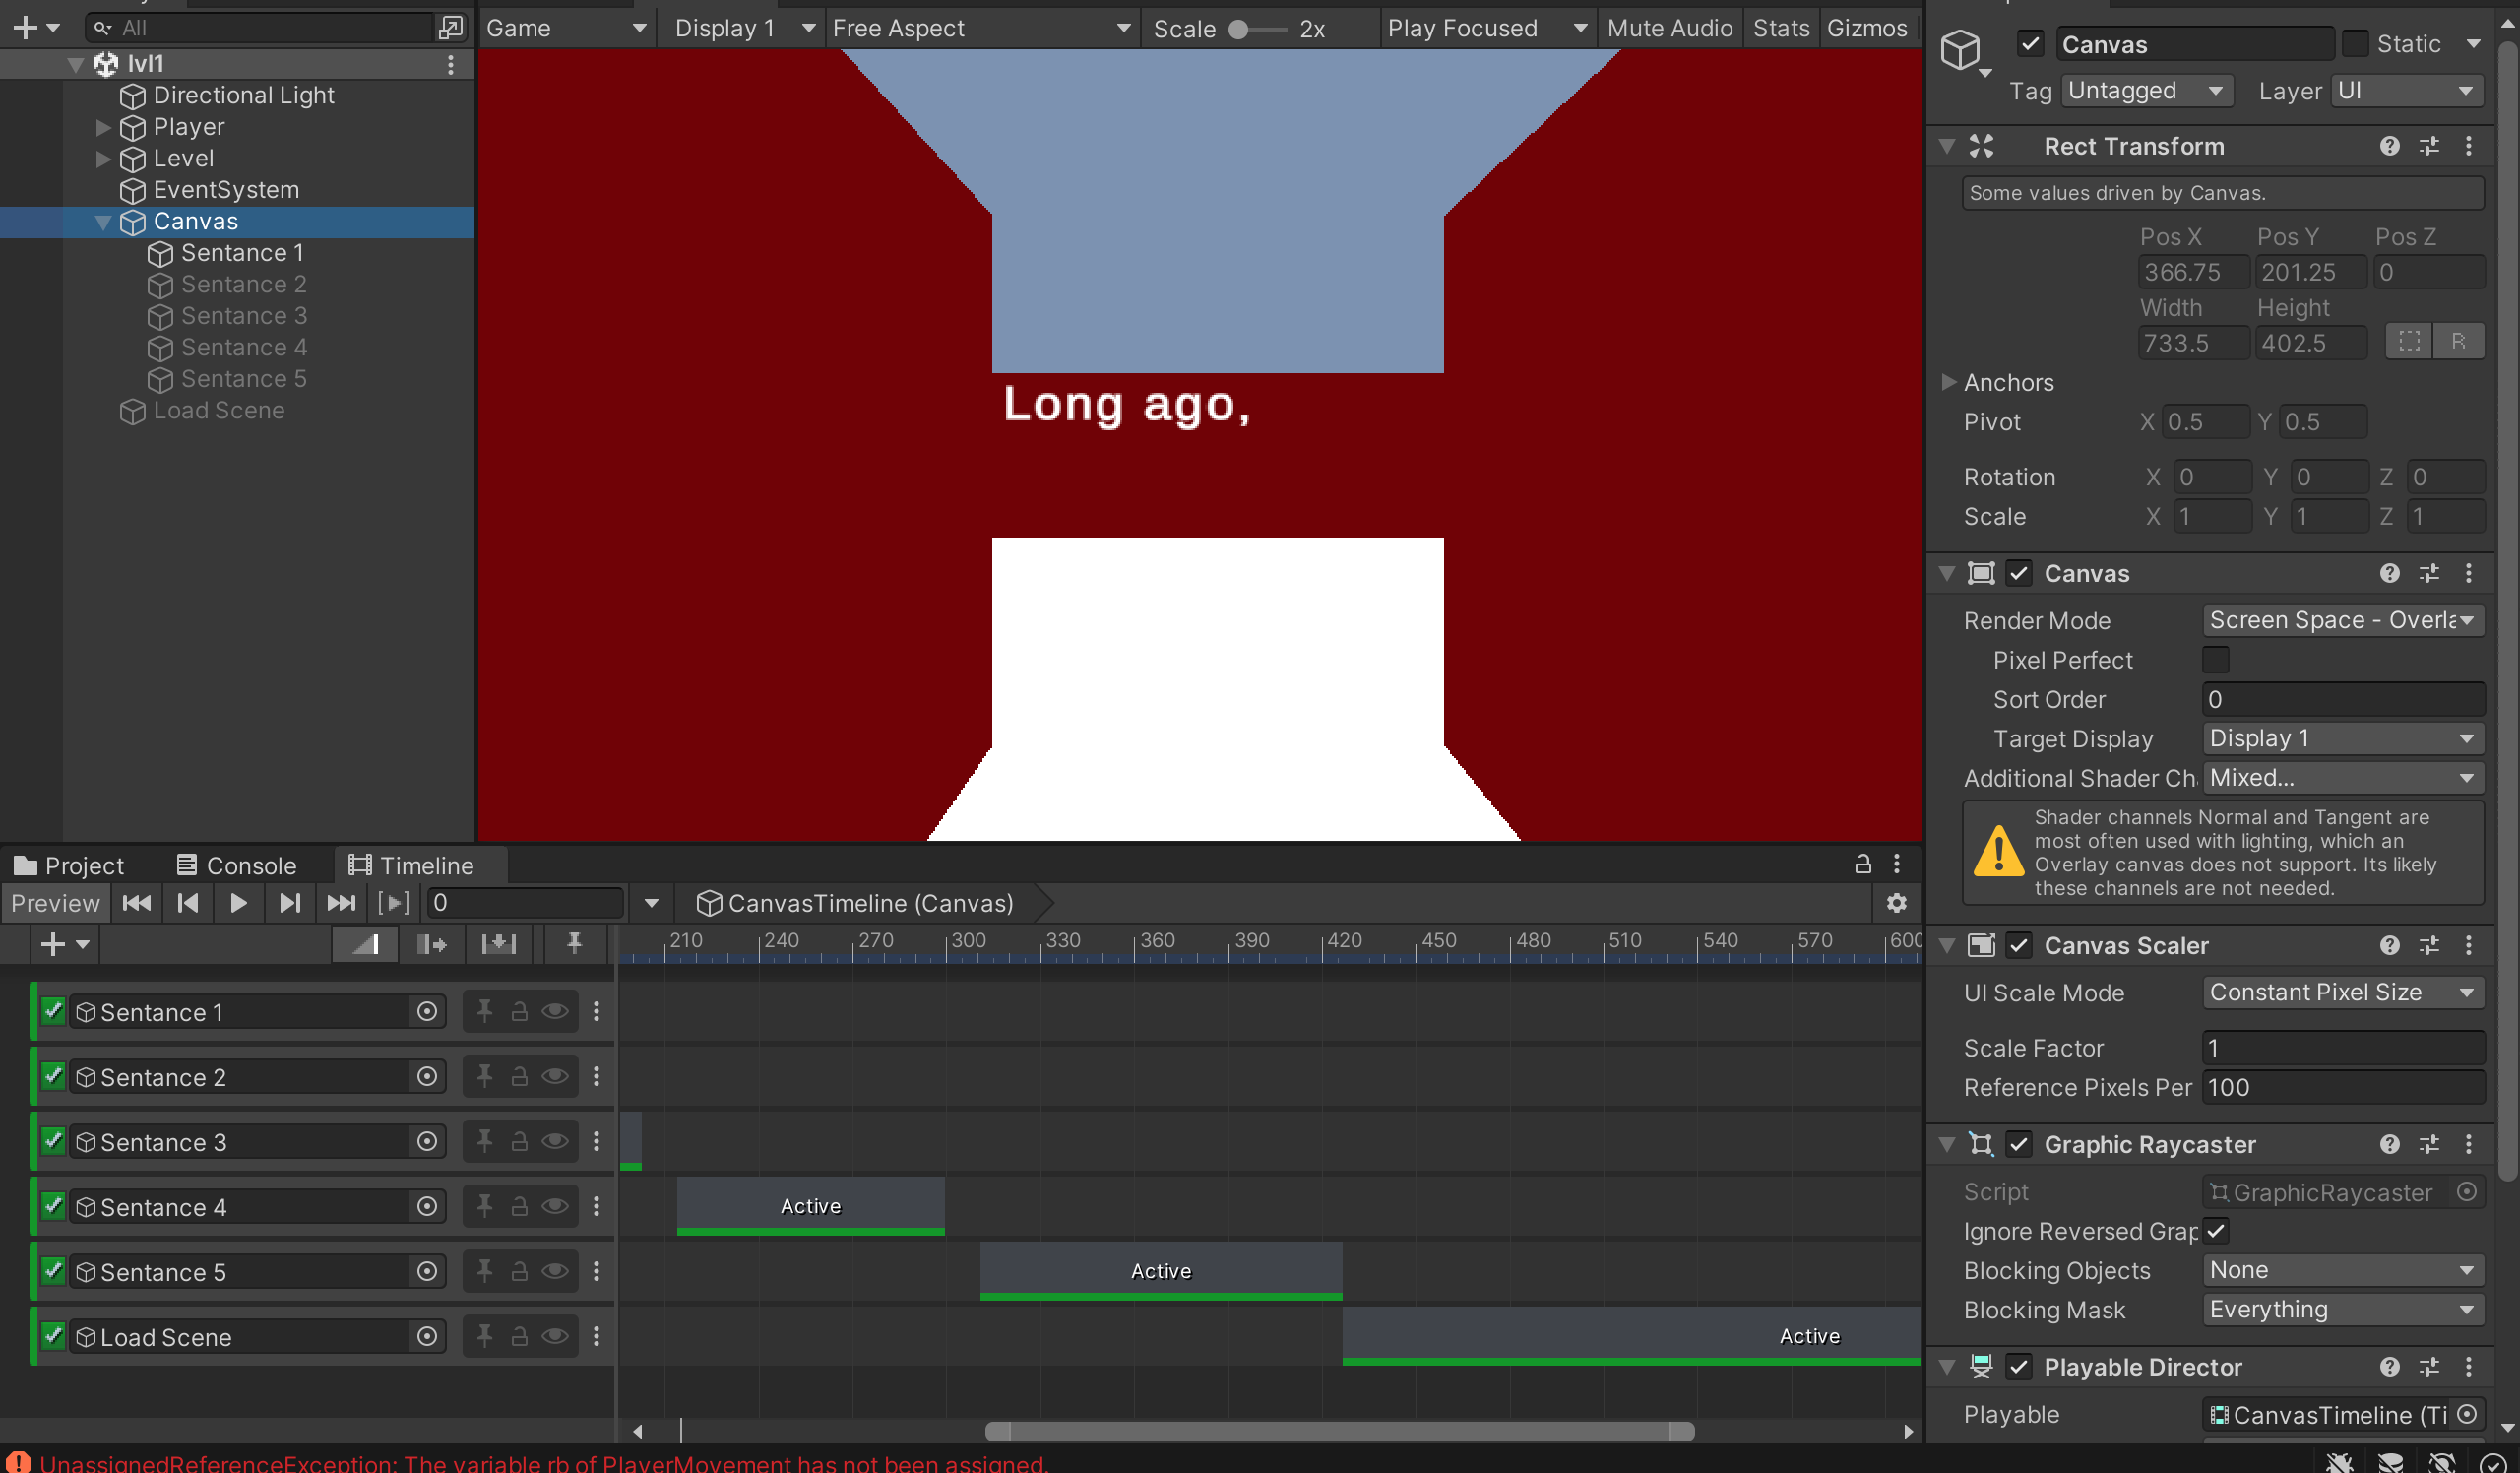 All
Game
Display 1
Free Aspect
Scale
2x
Play Focused
Mute Audio
Stats
Gizmos
lvl1
Directional Light
Player
Level
EventSystem
Canvas
Sentance 1
Sentance 2
Sentance 3
Sentance 4
Sentance 5
Load Scene
Long ago,
Canvas
Static
Tag Untagged
Layer UI
Rect Transform
Some values driven by Canvas.
Pos X Pos Y Pos Z
366.75 201.25 0
Width Height
733.5 402.5 R
Anchors
Pivot X 0.5 Y 0.5
Rotation X 0 Y 0 Z 0
Scale X 1 Y 1 Z 1
Canvas
Render Mode Screen Space - Overla
Pixel Perfect
Sort Order 0
Target Display Display 1
Additional Shader Ch Mixed...
Shader channels Normal and Tangent are
most often used with lighting, which an
Overlay canvas does not support. Its likely
these channels are not needed.
Canvas Scaler
UI Scale Mode Constant Pixel Size
Scale Factor 1
Reference Pixels Per 100
Graphic Raycaster
Script GraphicRaycaster
Ignore Reversed Grap
Blocking Objects None
Blocking Mask Everything
Playable Director
Playable CanvasTimeline (Ti
Project
Console
Timeline
Preview
0
CanvasTimeline (Canvas)
210 240 270 300 330 360 390 420 450 480 510 540 570 600
Sentance 1
Sentance 2
Sentance 3
Sentance 4 Active
Sentance 5 Active
Load Scene Active
UnassignedReferenceException: The variable rb of PlayerMovement has not been assigned.